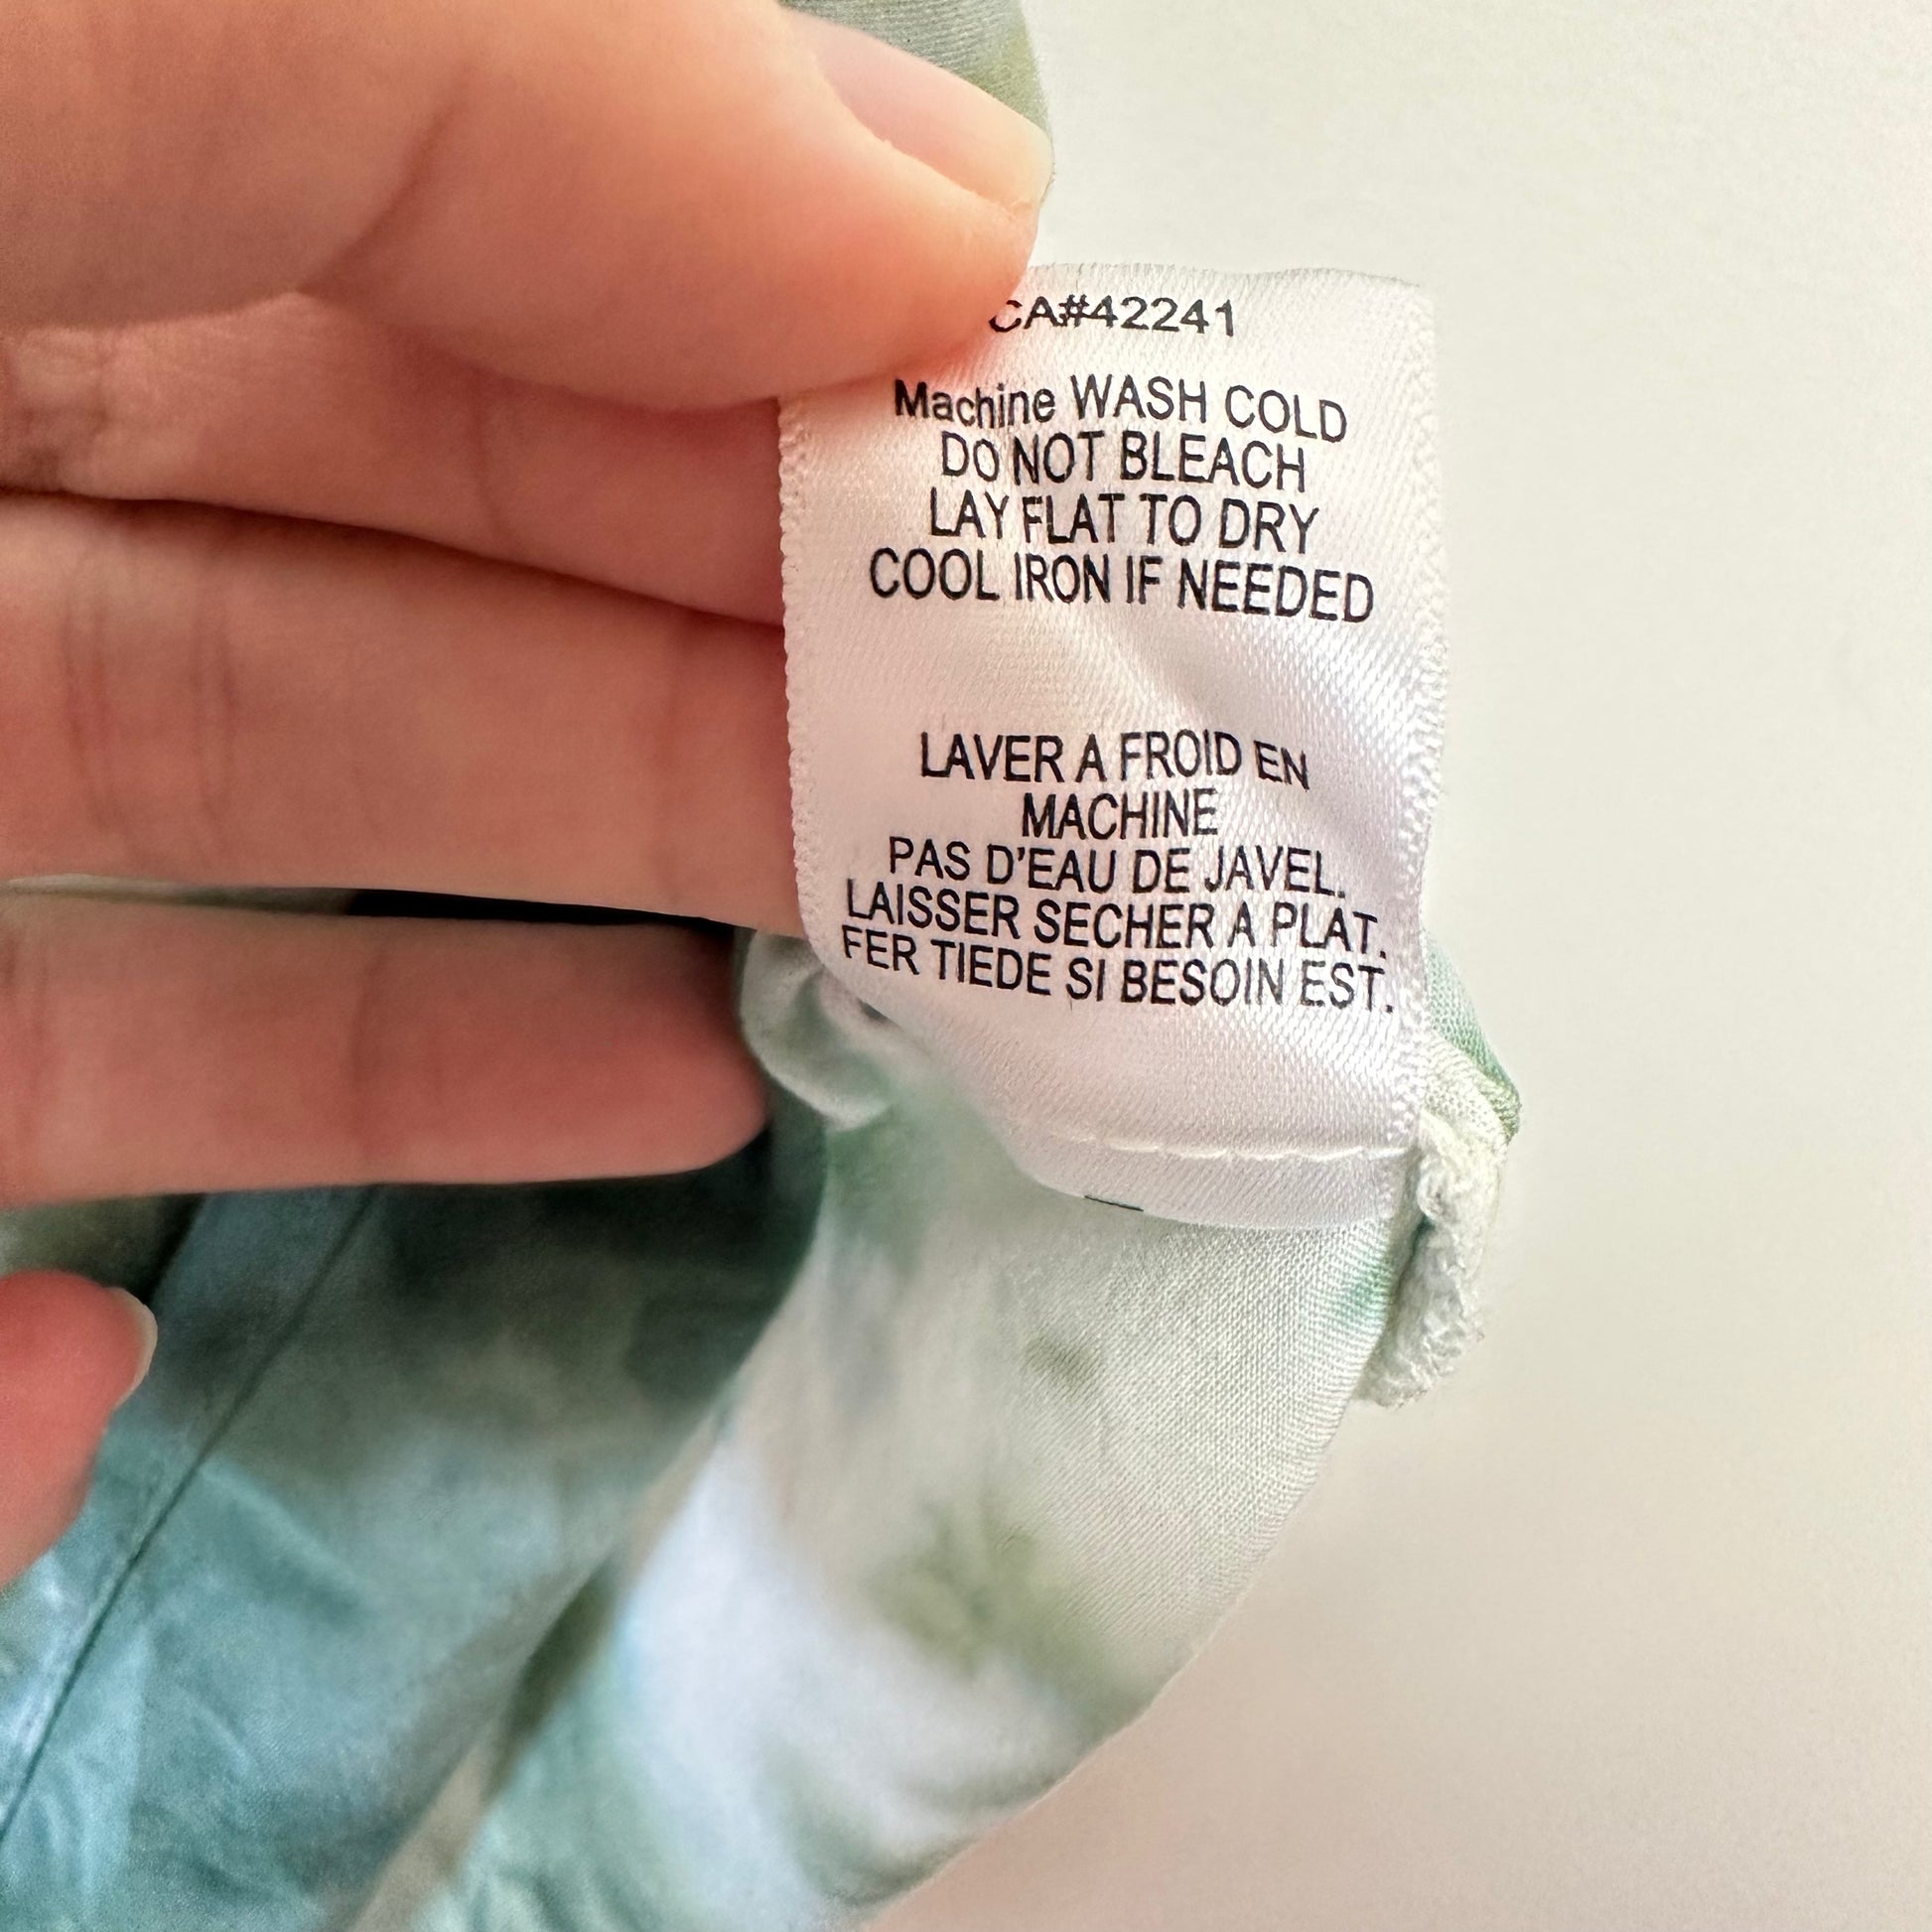 CA#42241
Machine WASH COLD
DO NOT BLEACH
LAY FLAT TO DRY
COOL IRON IF NEEDED
LAVER A FROID EN
MACHINE
PAS D'EAU DE JAVEL.
LAISSER SECHER A PLAT.
FER TIEDE SI BESOIN EST.